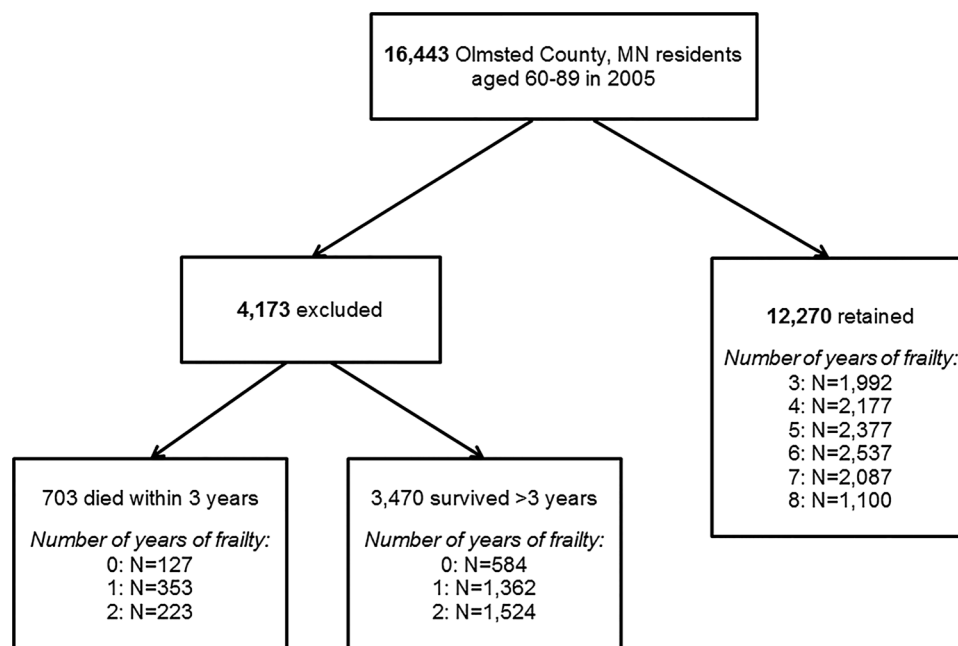 16,443 Olmsted County, MN residents
aged 60-89 in 2005
4,173 excluded
12,270 retained
Number of years of frailty:
3: N=1,992
4: N=2,177
5: N=2,377
6: N=2,537
7: N=2,087
8: N=1,100
703 died within 3 years
Number of years of frailty:
0: N=127
1: N=353
2: N=223
3,470 survived >3 years
Number of years of frailty:
0: N=584
1: N=1,362
2: N=1,524